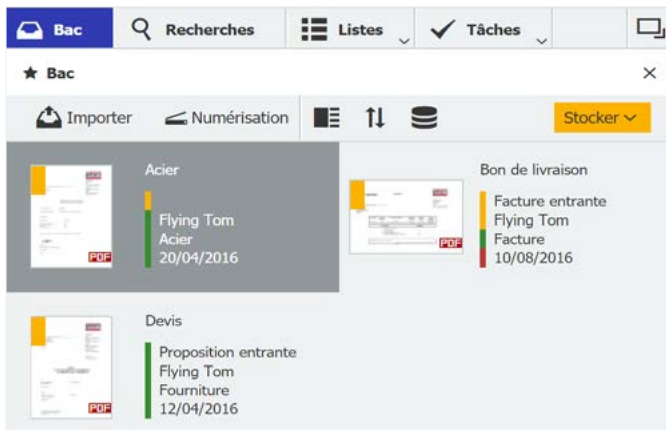 Bac
Recherches
Listes
Tâches
Bac
Importer
Numérisation
Stocker
Acier
Flying Tom
Acier
20/04/2016
PDF
Bon de livraison
Facture entrante
Flying Tom
Facture
10/08/2016
PDF
Devis
Proposition entrante
Flying Tom
Fourniture
12/04/2016
PDF